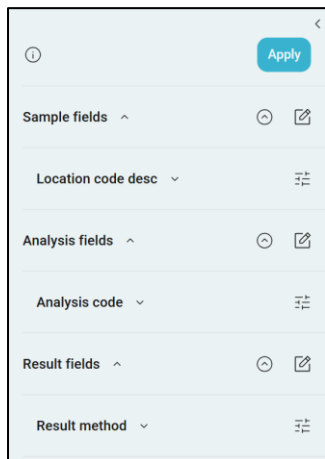 Apply
Sample fields
Location code desc
Analysis fields
Analysis code
Result fields
Result method